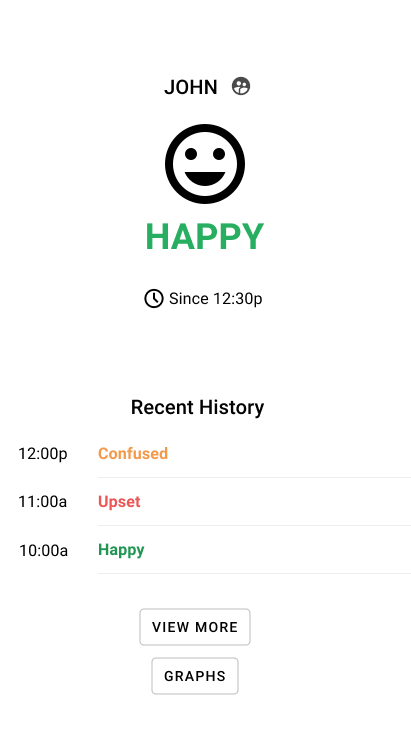 JOHN
HAPPY
Since 12:30p
Recent History
12:00p Confused
11:00a Upset
10:00a Happy
VIEW MORE
GRAPHS